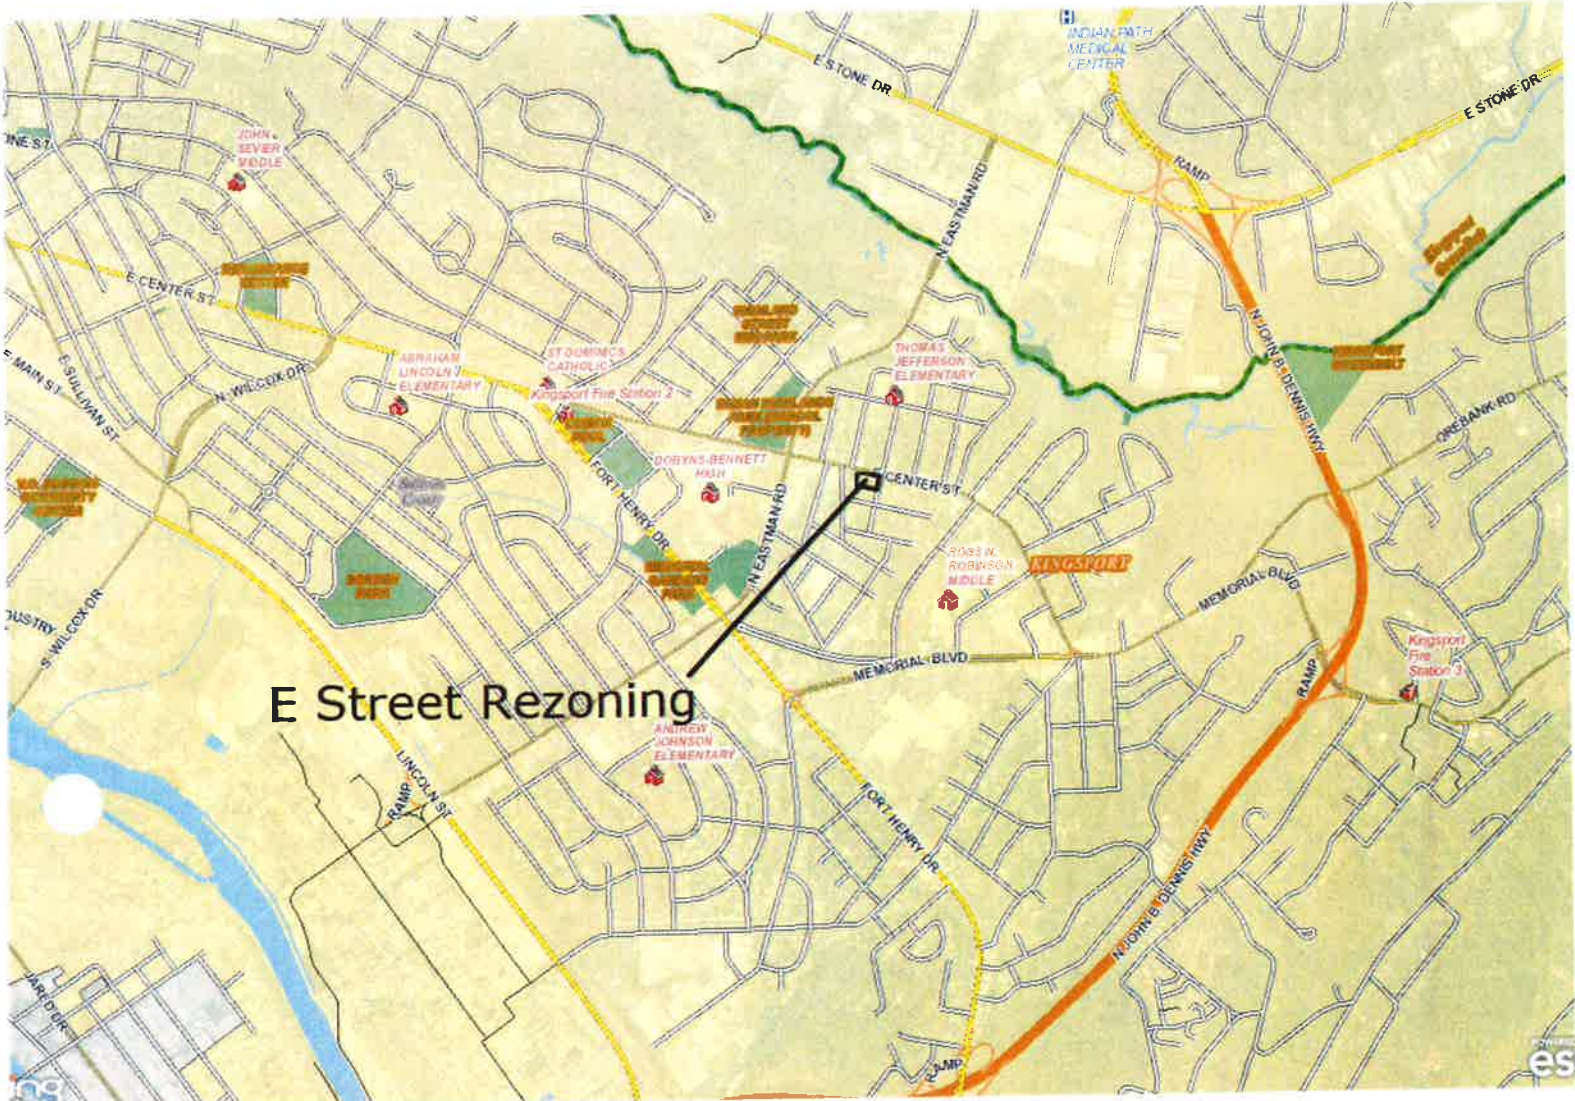 INDIAN PATH
MEDICAL
CENTER
E STONE DR
E STONE DR
RAMP
JOHN
SEVIER
MIDDLE
N EASTMAN RD
E CENTER ST
N JOHN B DENNIS HWY
E MAIN ST
E SULLIVAN ST
N WILCOX DR
ABRAHAM
LINCOLN
ELEMENTARY
ST DOMINICS
CATHOLIC
Kingsport Fire Station 2
THOMAS
JEFFERSON
ELEMENTARY
OREBANK RD
DOBYNS-BENNETT
HIGH
FORT HENRY DR
E CENTER ST
N EASTMAN RD
ROSS N.
ROBINSON
MIDDLE
KINGSPORT
MEMORIAL BLVD
S WILCOX DR
MEMORIAL BLVD
RAMP
Kingsport
Fire
Station 3
E Street Rezoning
ANDREW
JOHNSON
ELEMENTARY
LINCOLN ST
RAMP
FORT HENRY DR
N JOHN B DENNIS HWY
JARED DR
RAMP
ing
es